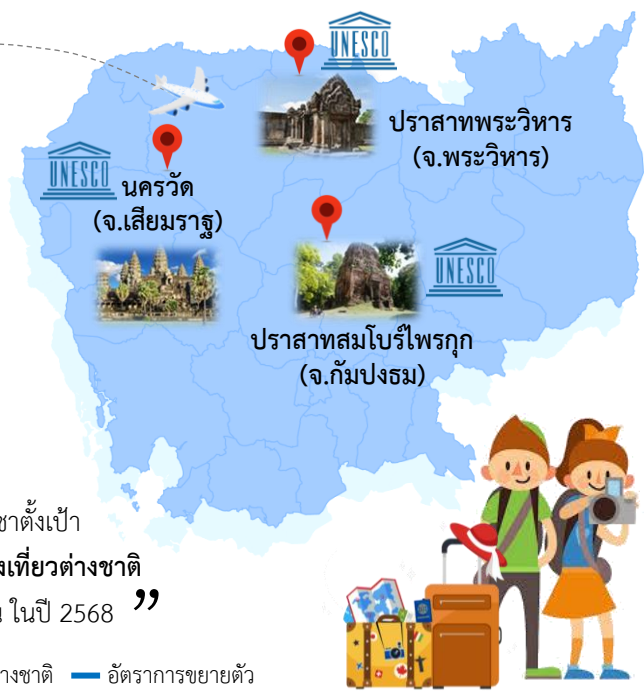 UNESCO
ปราสาทพระวิหาร
(จ.พระวิหาร)
UNESCO
นครวัด
(จ.เสียมราฐ)
UNESCO
ปราสาทสมโบร์ไพรกุก
(จ.กัมปงธม)
ชาตั้งเป้า
งเที่ยวต่างชาติ
ในปี 2568 ”
างชาติ อัตราการขยายตัว